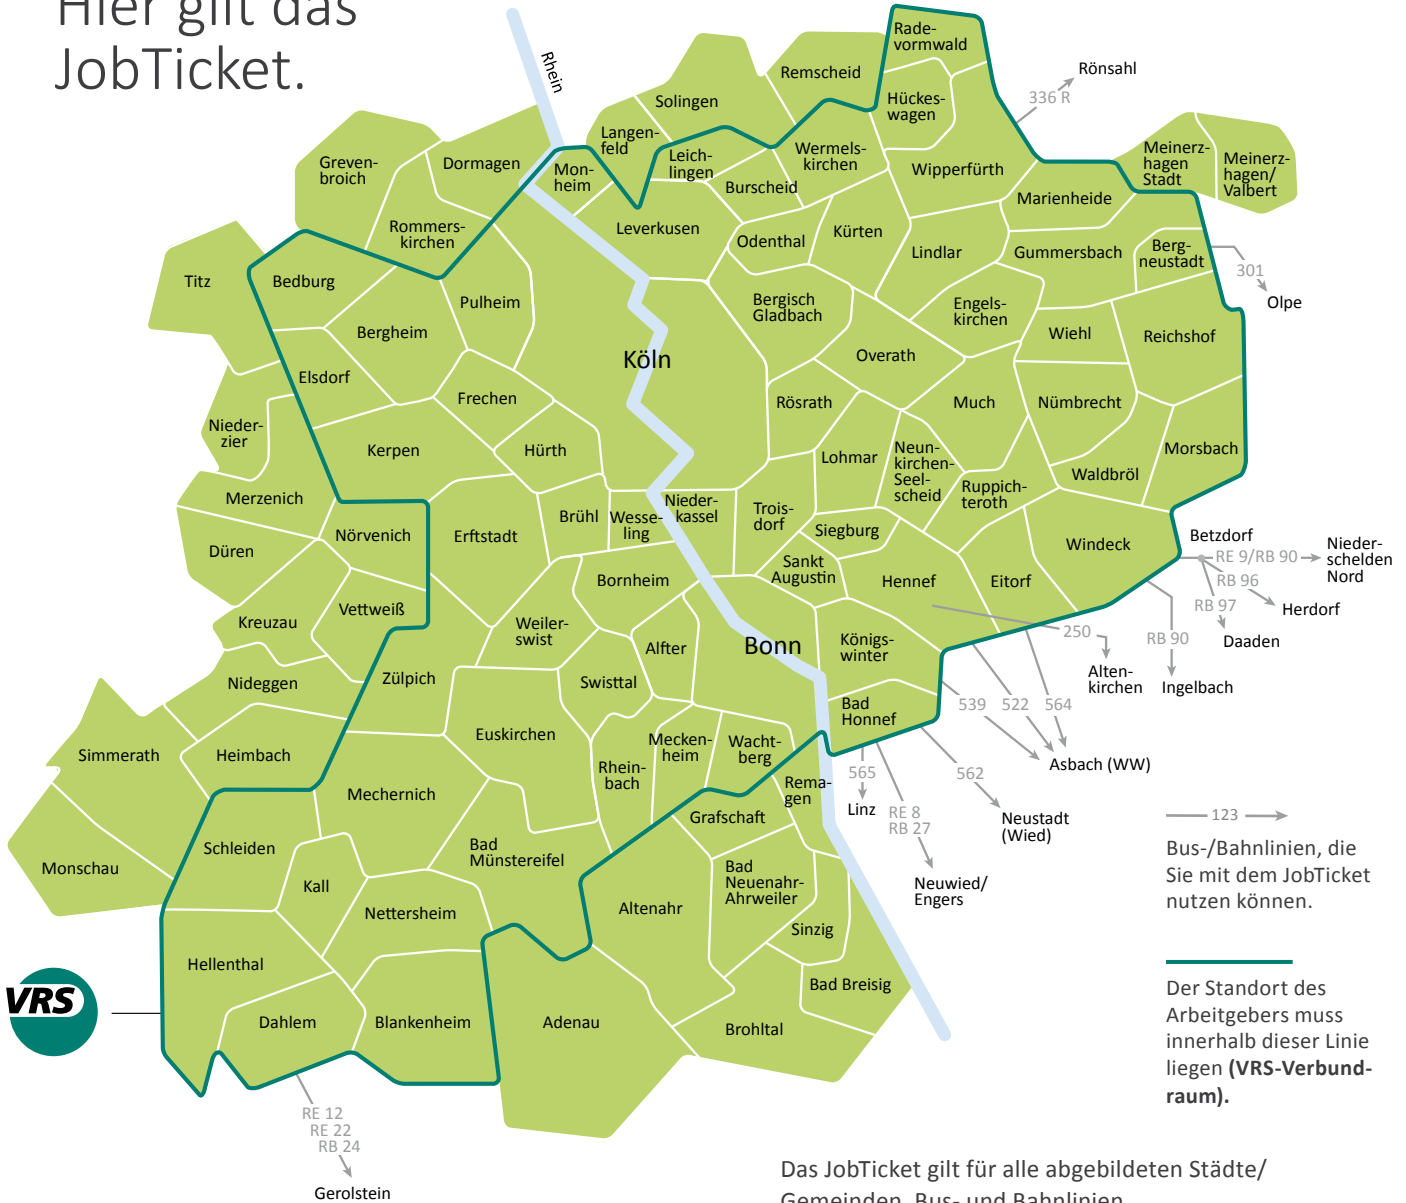 Hier gilt das
JobTicket.
Rhein
Rade-
vormwald
Remscheid
Solingen
Hückes-
wagen
336 R
Rönsahl
Langen-
feld
Leich-
lingen
Wermels-
kirchen
Wipperfürth
Meinerz-
hagen
Stadt
Meinerz-
hagen/
Valbert
Greven-
broich
Dormagen
Mon-
heim
Burscheid
Marienheide
Rommers-
kirchen
Leverkusen
Odenthal
Kürten
Lindlar
Gummersbach
Berg-
neustadt
301
Olpe
Titz
Bedburg
Pulheim
Bergheim
Bergisch
Gladbach
Engels-
kirchen
Wiehl
Reichshof
Köln
Overath
Elsdorf
Frechen
Rösrath
Much
Nümbrecht
Nieder-
zier
Kerpen
Hürth
Lohmar
Neun-
kirchen-
Seel-
scheid
Morsbach
Waldbröl
Merzenich
Ruppich-
teroth
Nörvenich
Erftstadt
Brühl
Wesse-
ling
Nieder-
kassel
Trois-
dorf
Siegburg
Düren
Windeck
Betzdorf
RE 9/RB 90
Nieder-
schelden
Nord
RB 96
Herdorf
RB 97
Daaden
Sankt
Augustin
Hennef
Eitorf
Bornheim
Kreuzau
Vettweiß
Weiler-
swist
Alfter
Bonn
Königs-
winter
250
Alten-
kirchen
RB 90
Ingelbach
Nideggen
Zülpich
Swisttal
Bad
Honnef
539
522
564
Asbach (WW)
Simmerath
Heimbach
Euskirchen
Rhein-
bach
Mecken-
heim
Wacht-
berg
Rema-
gen
565
Linz
562
Neustadt
(Wied)
RE 8
RB 27
Neuwied/
Engers
Mechernich
Grafschaft
Monschau
Schleiden
Kall
Bad
Münstereifel
Bad
Neuenahr-
Ahrweiler
Nettersheim
Altenahr
Sinzig
Hellenthal
Bad Breisig
VRS
Dahlem
Blankenheim
Adenau
Brohltal
RE 12
RE 22
RB 24
Gerolstein
123
Bus-/Bahnlinien, die
Sie mit dem JobTicket
nutzen können.
Der Standort des
Arbeitgebers muss
innerhalb dieser Linie
liegen (VRS-Verbund-
raum).
Das JobTicket gilt für alle abgebildeten Städte/
Gemeinden, Bus- und Bahnlinien